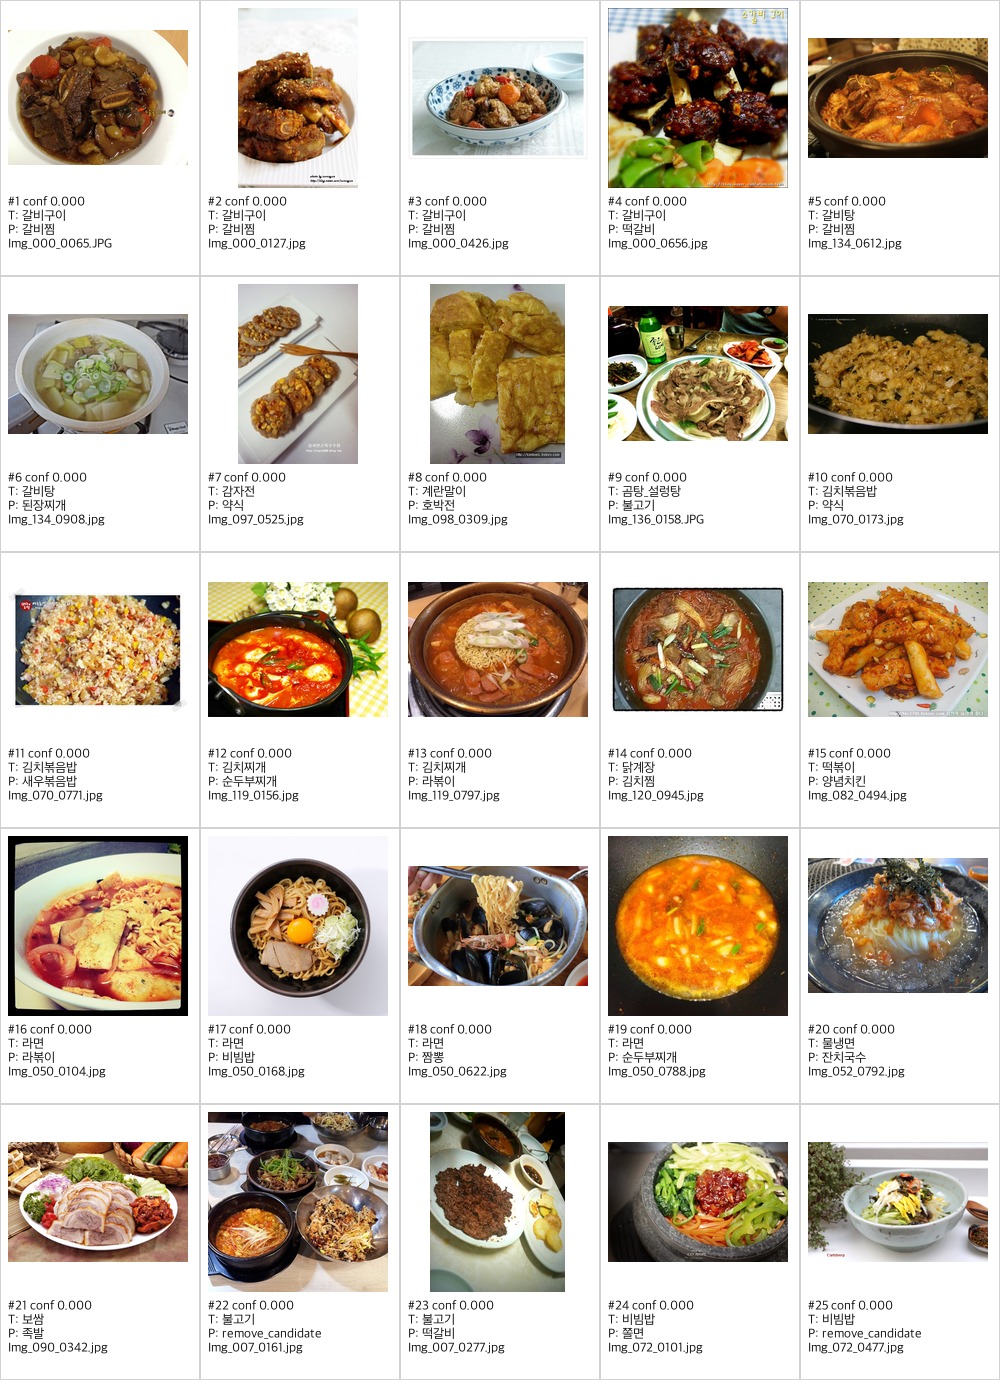 #1 conf 0.000
T: 갈비구이
P: 갈비찜
Img_000_0065.JPG
#2 conf 0.000
T: 갈비구이
P: 갈비찜
Img_000_0127.jpg
#3 conf 0.000
T: 갈비구이
P: 갈비찜
Img_000_0426.jpg
#4 conf 0.000
T: 갈비구이
P: 떡갈비
Img_000_0656.jpg
#5 conf 0.000
T: 갈비탕
P: 갈비찜
Img_134_0612.jpg
#6 conf 0.000
T: 갈비탕
P: 된장찌개
Img_134_0908.jpg
#7 conf 0.000
T: 감자전
P: 약식
Img_097_0525.jpg
#8 conf 0.000
T: 계란말이
P: 호박전
Img_098_0309.jpg
#9 conf 0.000
T: 곰탕_설렁탕
P: 불고기
Img_136_0158.JPG
#10 conf 0.000
T: 김치볶음밥
P: 약식
Img_070_0173.jpg
#11 conf 0.000
T: 김치볶음밥
P: 새우볶음밥
Img_070_0771.jpg
#12 conf 0.000
T: 김치찌개
P: 순두부찌개
Img_119_0156.jpg
#13 conf 0.000
T: 김치찌개
P: 라볶이
Img_119_0797.jpg
#14 conf 0.000
T: 닭계장
P: 김치찜
Img_120_0945.jpg
#15 conf 0.000
T: 떡볶이
P: 양념치킨
Img_082_0494.jpg
#16 conf 0.000
T: 라면
P: 라볶이
Img_050_0104.jpg
#17 conf 0.000
T: 라면
P: 비빔밥
Img_050_0168.jpg
#18 conf 0.000
T: 라면
P: 짬뽕
Img_050_0622.jpg
#19 conf 0.000
T: 라면
P: 순두부찌개
Img_050_0788.jpg
#20 conf 0.000
T: 물냉면
P: 잔치국수
Img_052_0792.jpg
#21 conf 0.000
T: 보쌈
P: 족발
Img_090_0342.jpg
#22 conf 0.000
T: 불고기
P: remove_candidate
Img_007_0161.jpg
#23 conf 0.000
T: 불고기
P: 떡갈비
Img_007_0277.jpg
#24 conf 0.000
T: 비빔밥
P: 쫄면
Img_072_0101.jpg
#25 conf 0.000
T: 비빔밥
P: remove_candidate
Img_072_0477.jpg